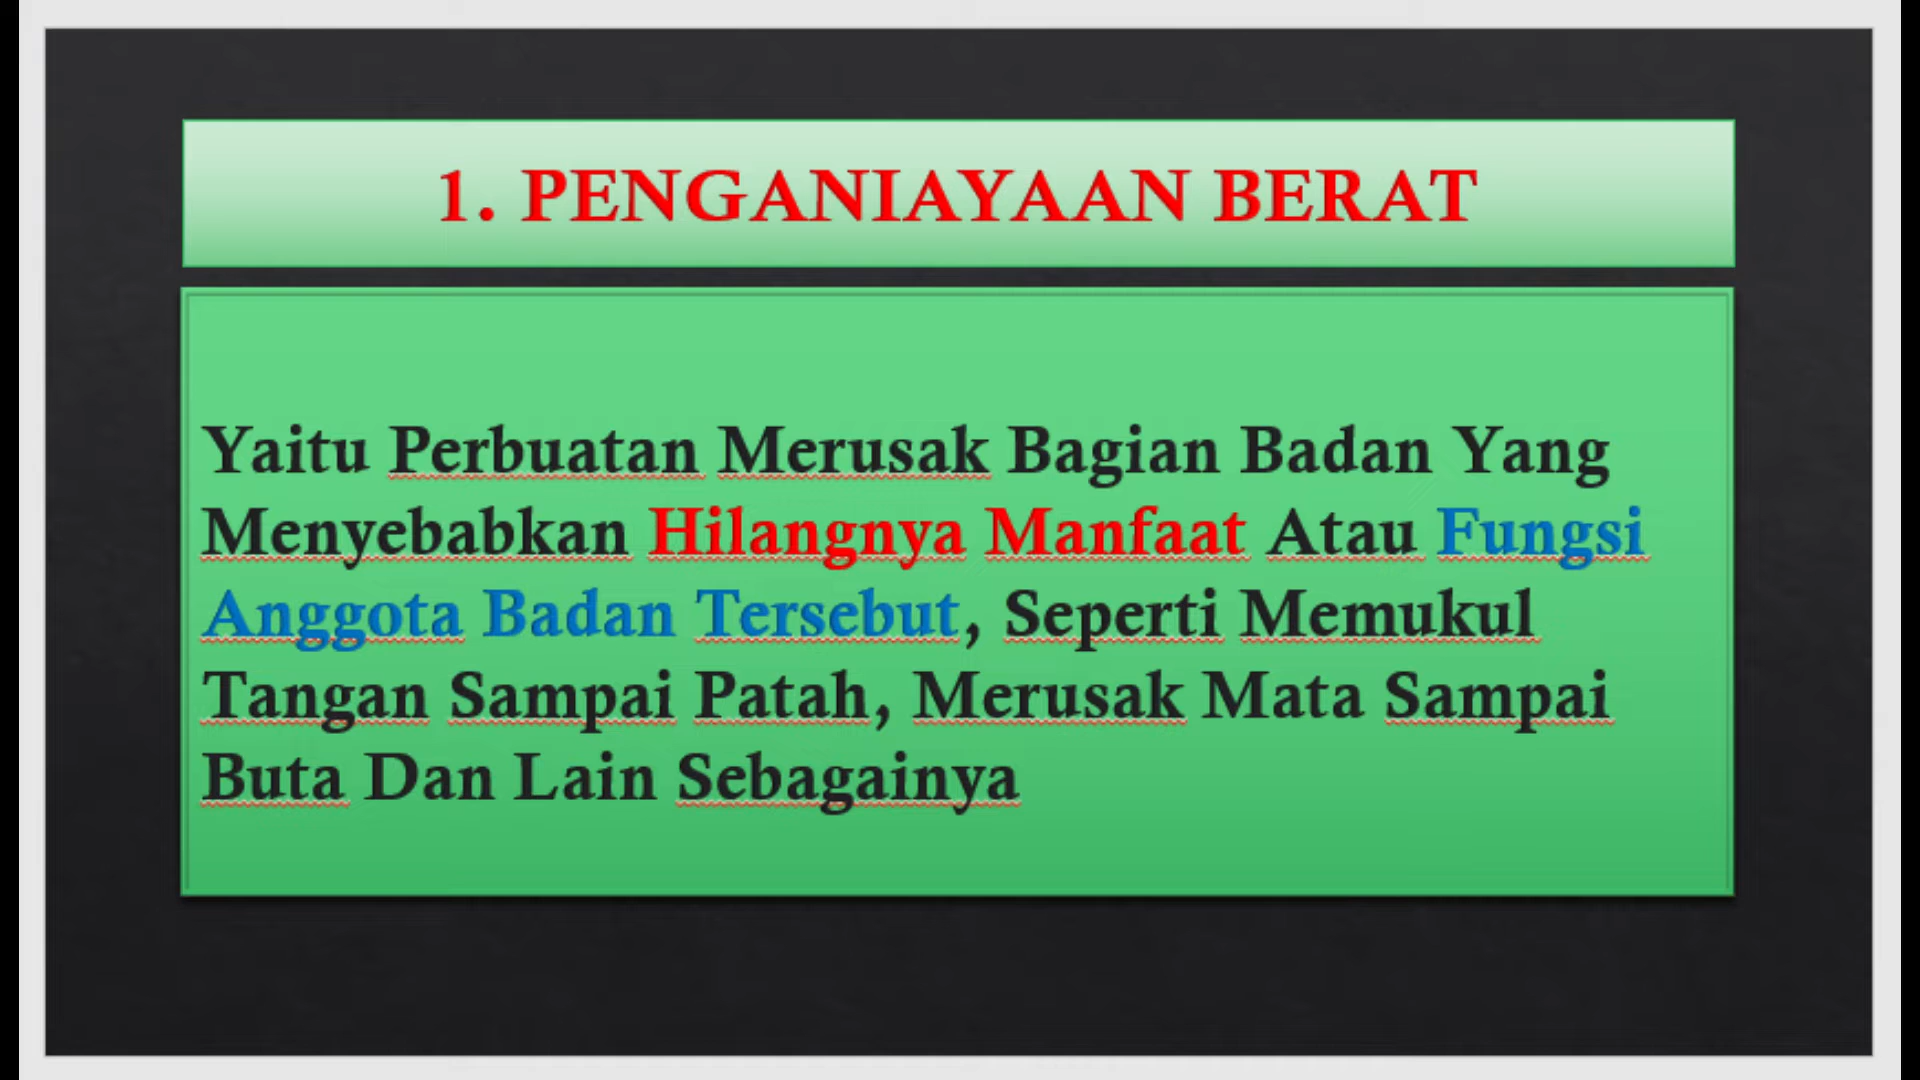 1. PENGANIAYAAN BERAT
Yaitu Perbuatan Merusak Bagian Badan Yang
Menyebabkan Hilangnya Manfaat Atau Fungsi
Anggota Badan Tersebut, Seperti Memukul
Tangan Sampai Patah, Merusak Mata Sampai
Buta Dan Lain Sebagainya